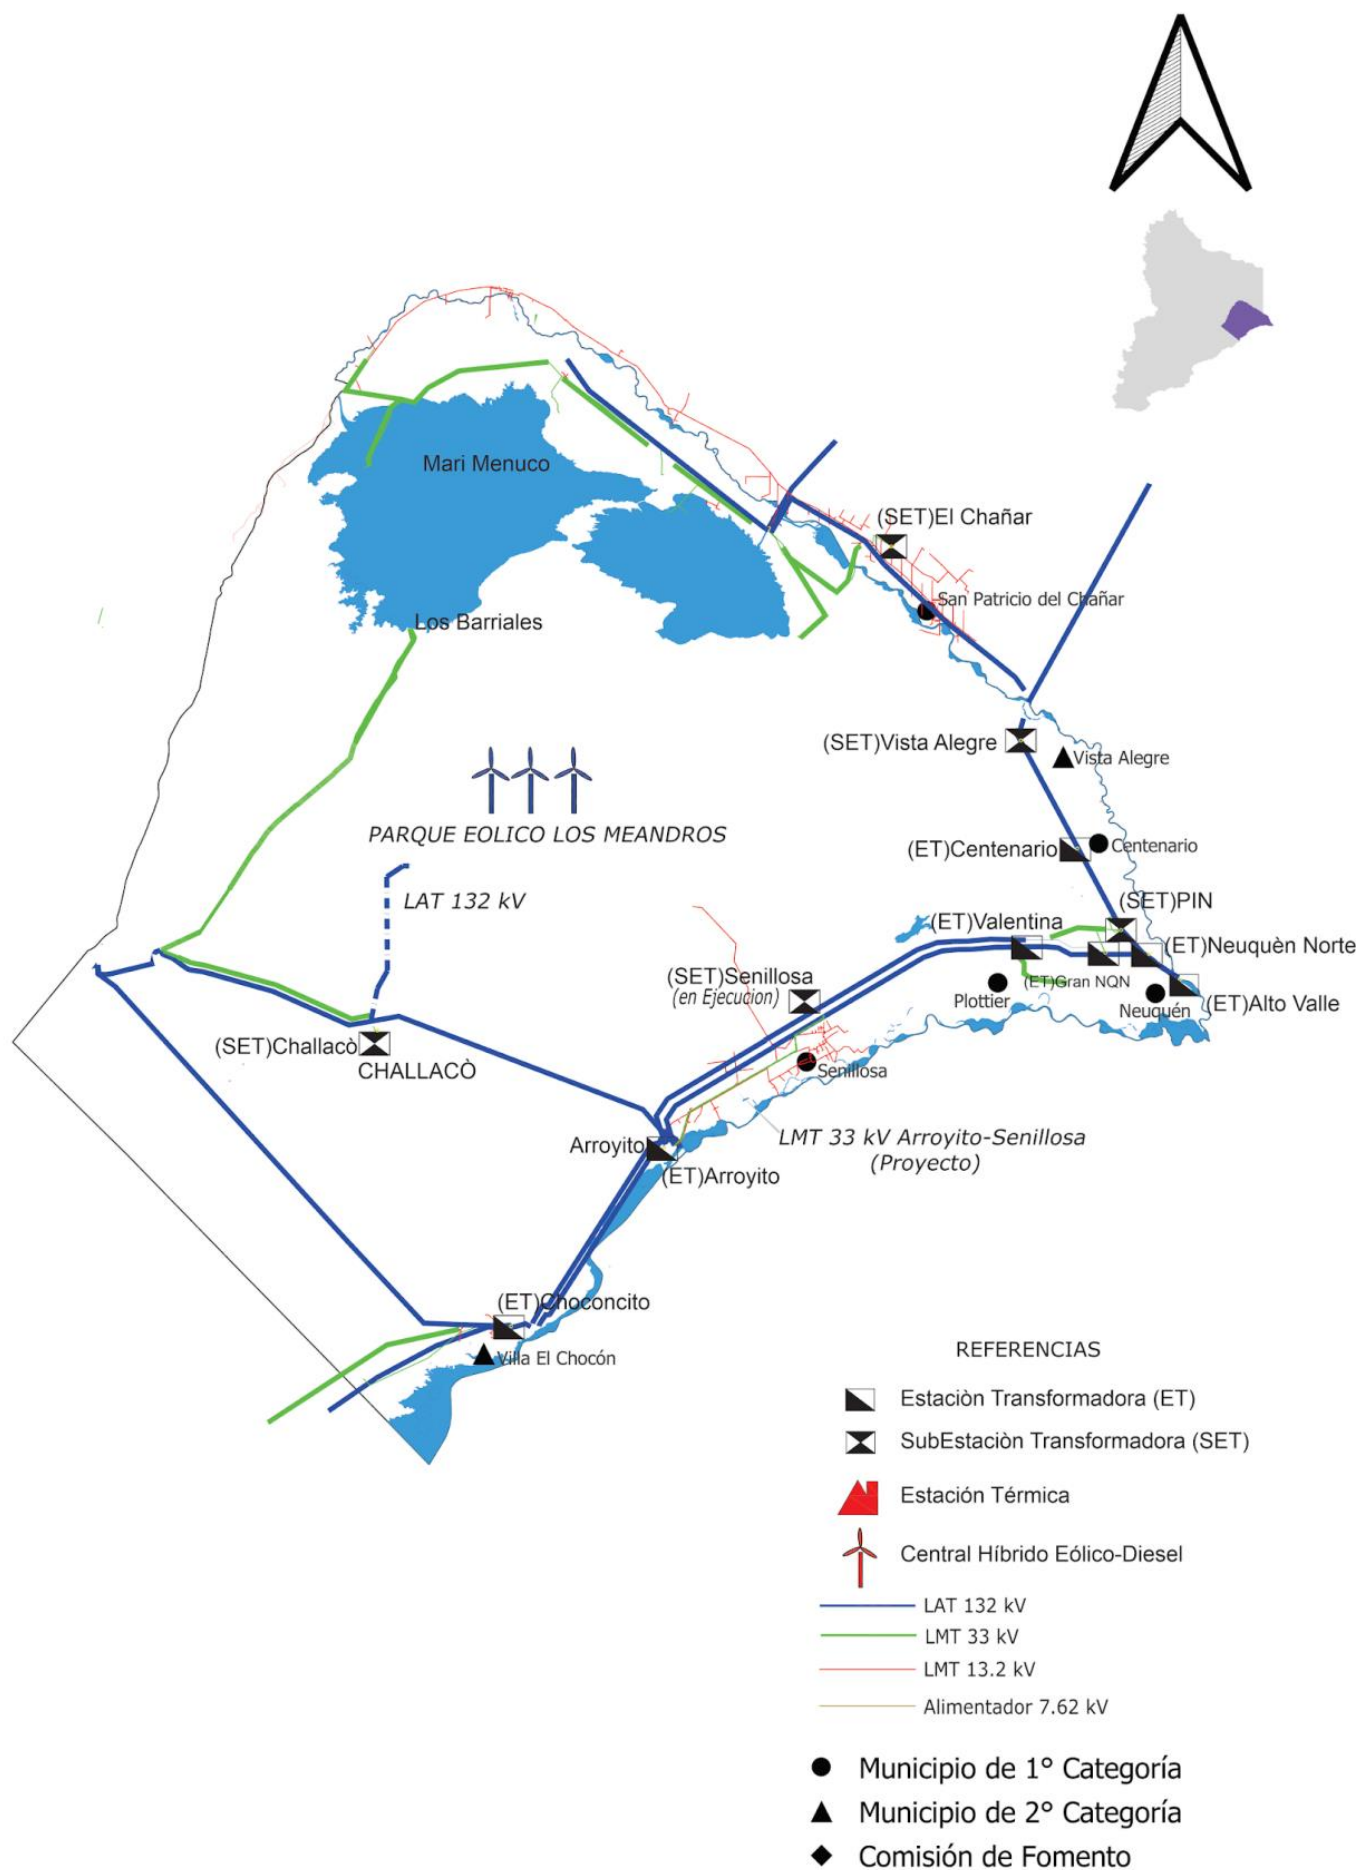 Mari Menuco
(SET)El Chañar
San Patricio del Chañar
Los Barriales
(SET)Vista Alegre
Vista Alegre
PARQUE EOLICO LOS MEANDROS
(ET)Centenario
Centenario
LAT 132 kV
(SET)PIN
(ET)Valentina
(ET)Neuquèn Norte
(SET)Senillosa
(en Ejecucion)
(ET)Gran NQN
Plottier
Neuquén
(ET)Alto Valle
(SET)Challacò
CHALLACÒ
Senillosa
LMT 33 kV Arroyito-Senillosa
(Proyecto)
Arroyito
(ET)Arroyito
(ET)Choconcito
Villa El Chocón
REFERENCIAS
Estaciòn Transformadora (ET)
SubEstaciòn Transformadora (SET)
Estación Térmica
Central Híbrido Eólico-Diesel
LAT 132 kV
LMT 33 kV
LMT 13.2 kV
Alimentador 7.62 kV
Municipio de 1° Categoría
Municipio de 2° Categoría
Comisión de Fomento